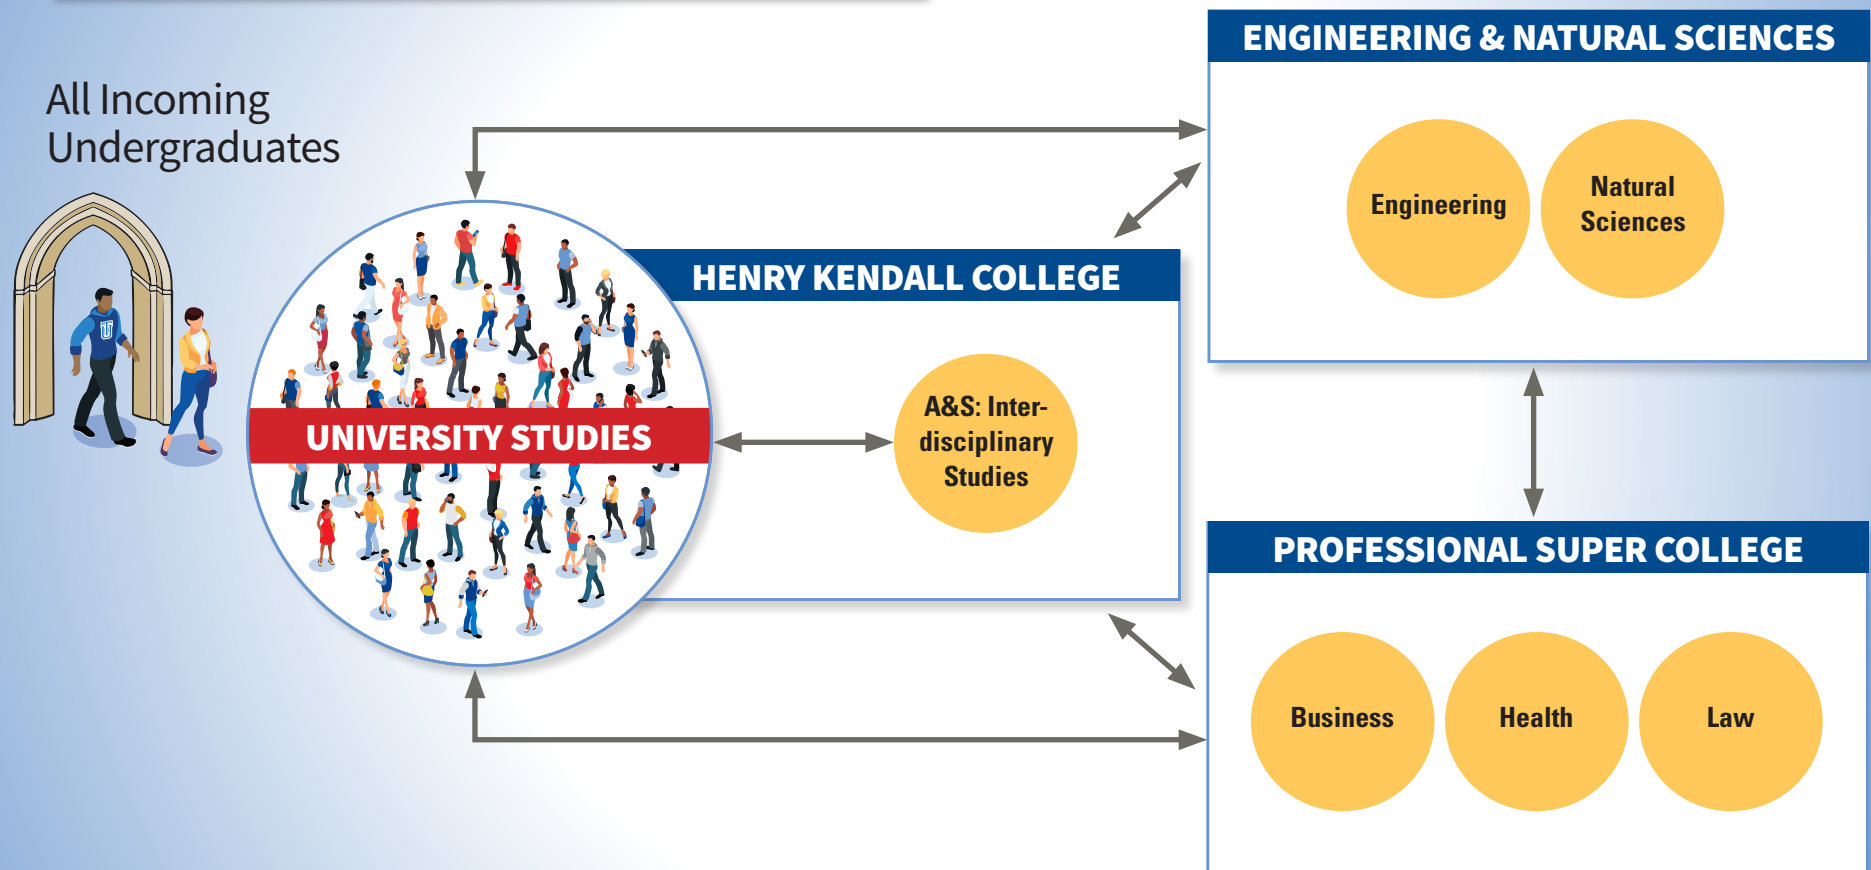 All Incoming
Undergraduates
U
UNIVERSITY STUDIES
HENRY KENDALL COLLEGE
A&S: Inter-
disciplinary
Studies
ENGINEERING & NATURAL SCIENCES
Engineering
Natural
Sciences
PROFESSIONAL SUPER COLLEGE
Business
Health
Law